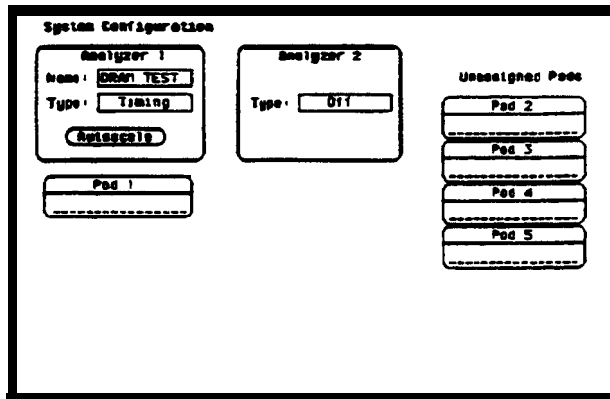 System Configuration
Analyzer 1
Name: DRAM TEST
Type: Timing
Autoscale
Pod 1
Analyzer 2
Type: Off
Unassigned Pods
Pod 2
Pod 3
Pod 4
Pod 5